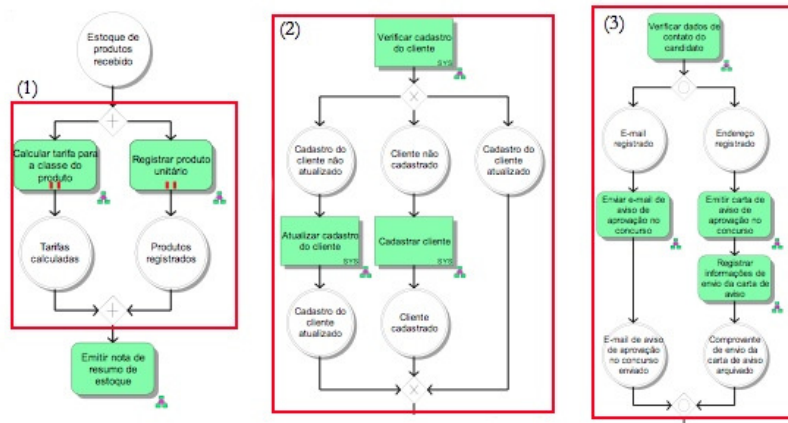 (1)
Estoque de
produtos
recebido
Calcular tarifa para
a classe do
produto
Registrar produto
unitário
Tarifas
calculadas
Produtos
registrados
Emitir nota de
resumo de
estoque
(2)
Verificar cadastro
do cliente
SYS
Cadastro do
cliente não
atualizado
Cliente não
cadastrado
Cadastro do
cliente
atualizado
Atualizar cadastro
do cliente
SYS
Cadastrar cliente
SYS
Cadastro do
cliente
atualizado
Cliente
cadastrado
(3)
Verificar dados de
contato do
candidato
E-mail
registrado
Endereço
registrado
Enviar e-mail de
aviso de
aprovação no
concurso
Emitir carta de
aviso de
aprovação no
concurso
Registrar
informações de
envio da carta de
aviso
E-mail de aviso
de aprovação
no concurso
enviado
Comprovante
de envio da
carta de aviso
arquivado